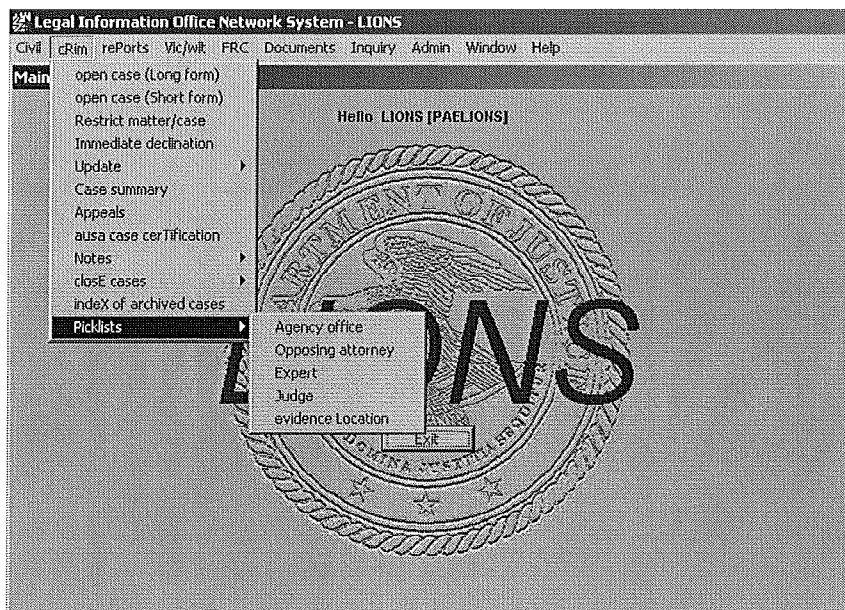 Legal Information Office Network System - LIONS
Civil cRim rePorts Vic/wit FRC Documents Inquiry Admin Window Help
Main
open case (Long form)
open case (Short form)
Restrict matter/case
Immediate declination
Update
Case summary
Appeals
ausa case cerTification
Notes
closE cases
indeX of archived cases
Picklists
Agency office
Opposing attorney
Expert
Judge
evidence Location
Hello LIONS [PAELIONS]
LIONS
Exit